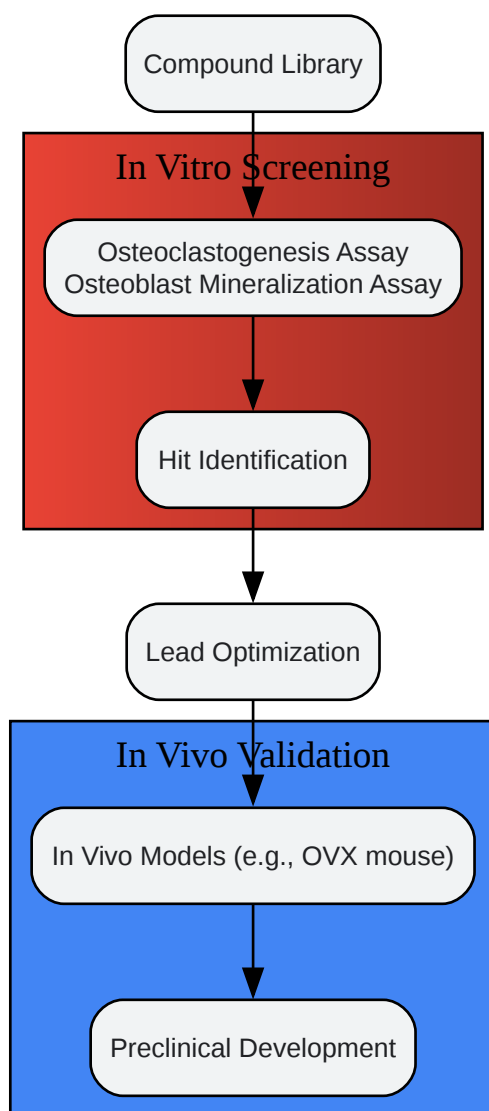 Compound Library
In Vitro Screening
Osteoclastogenesis Assay
Osteoblast Mineralization Assay
Hit Identification
Lead Optimization
In Vivo Validation
In Vivo Models (e.g., OVX mouse)
Preclinical Development